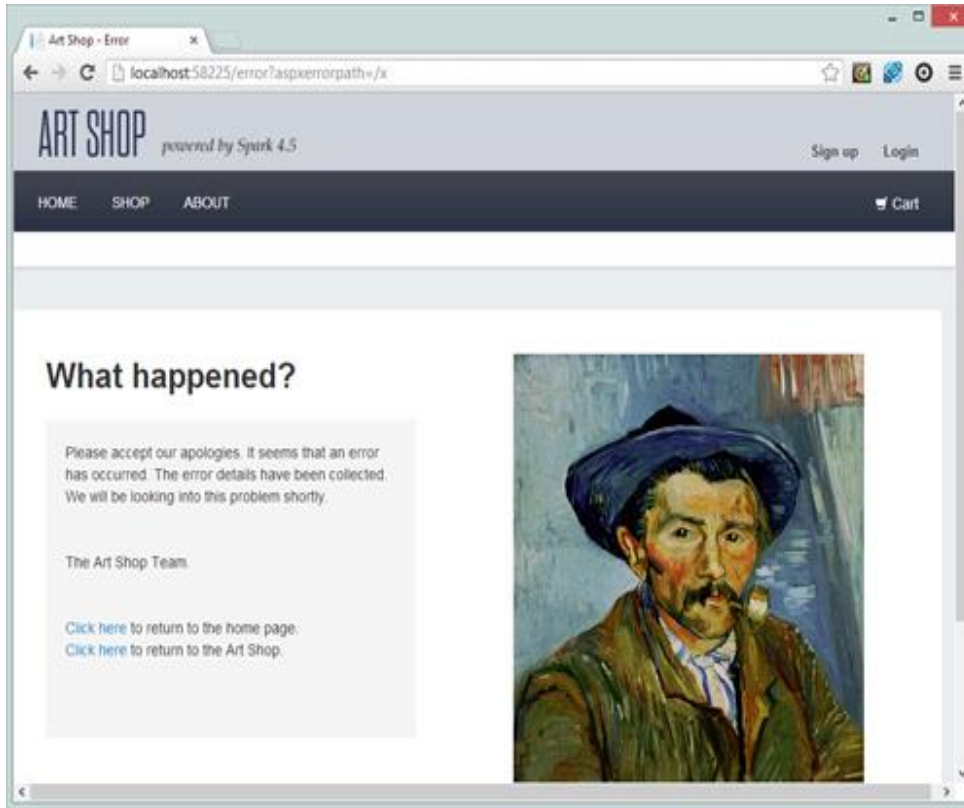 Art Shop - Error
localhost:58225/error?aspxerrorpath=/x
ART SHOP powered by Spark 4.5
Sign up Login
HOME SHOP ABOUT Cart
What happened?
Please accept our apologies. It seems that an error
has occurred. The error details have been collected.
We will be looking into this problem shortly.
The Art Shop Team.
Click here to return to the home page.
Click here to return to the Art Shop.